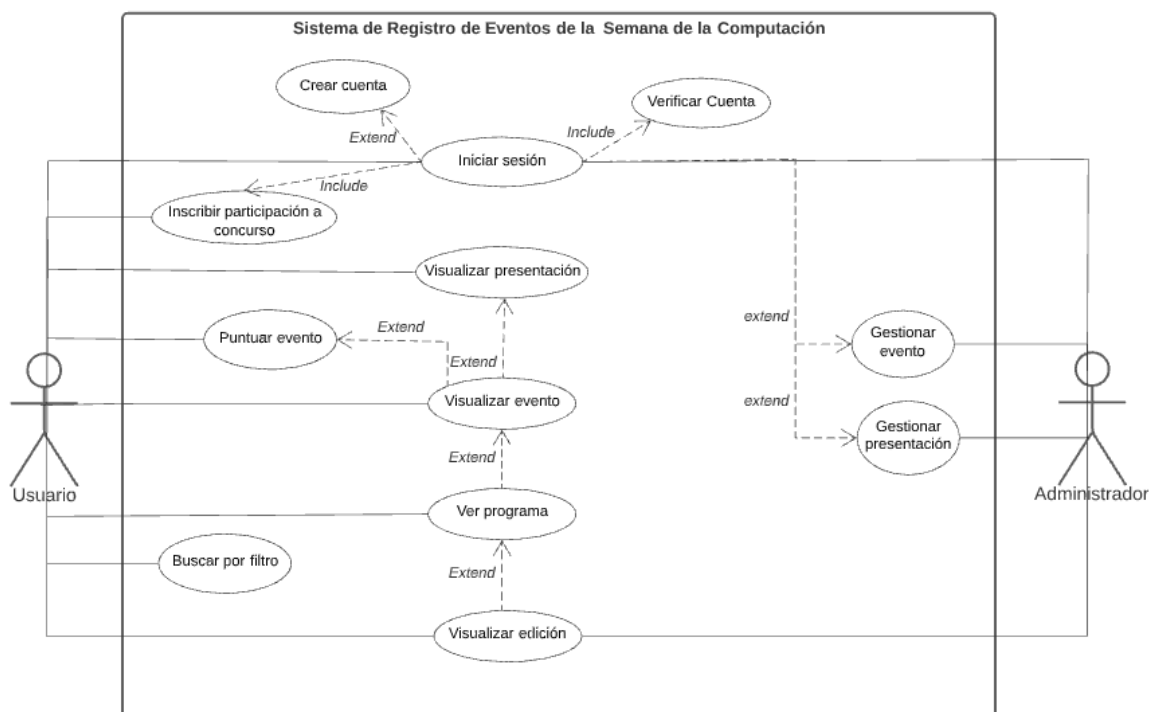 Sistema de Registro de Eventos de la Semana de la Computación
Crear cuenta
Verificar Cuenta
Extend
Include
Iniciar sesión
Include
Inscribir participación a
concurso
Visualizar presentación
Puntuar evento
Extend
extend
Gestionar
evento
Extend
Visualizar evento
extend
Gestionar
presentación
Extend
Usuario
Administrador
Ver programa
Buscar por filtro
Extend
Visualizar edición